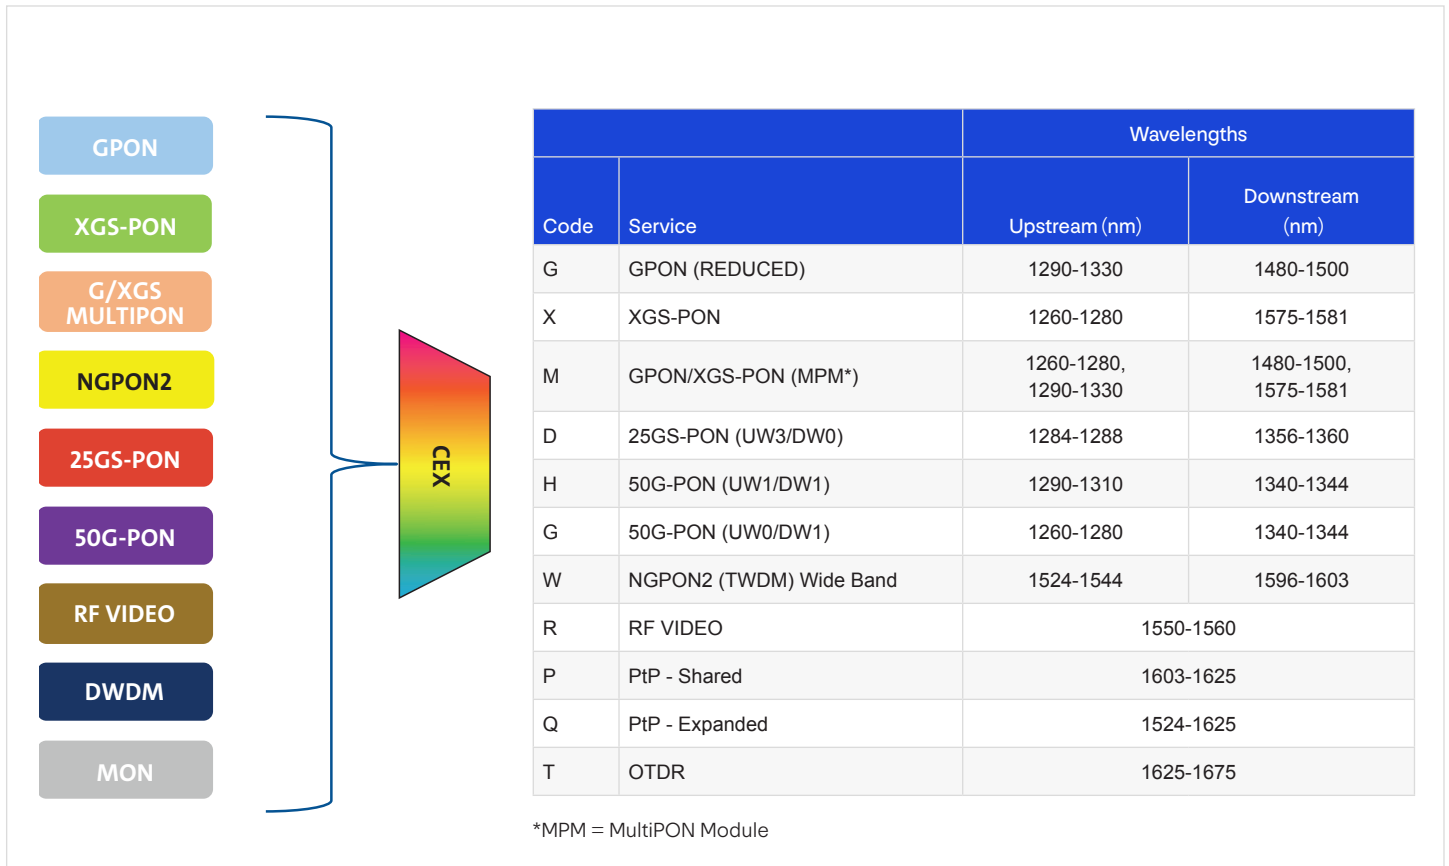 GPON
XGS-PON
G/XGS
MULTIPON
NGPON2
25GS-PON
50G-PON
RF VIDEO
DWDM
MON
CEX
Wavelengths
Code Service Upstream (nm) Downstream
(nm)
G GPON (REDUCED) 1290-1330 1480-1500
X XGS-PON 1260-1280 1575-1581
M GPON/XGS-PON (MPM*) 1260-1280, 1480-1500,
1290-1330 1575-1581
D 25GS-PON (UW3/DW0) 1284-1288 1356-1360
H 50G-PON (UW1/DW1) 1290-1310 1340-1344
G 50G-PON (UW0/DW1) 1260-1280 1340-1344
W NGPON2 (TWDM) Wide Band 1524-1544 1596-1603
R RF VIDEO 1550-1560
P PtP - Shared 1603-1625
Q PtP - Expanded 1524-1625
T OTDR 1625-1675
*MPM = MultiPON Module